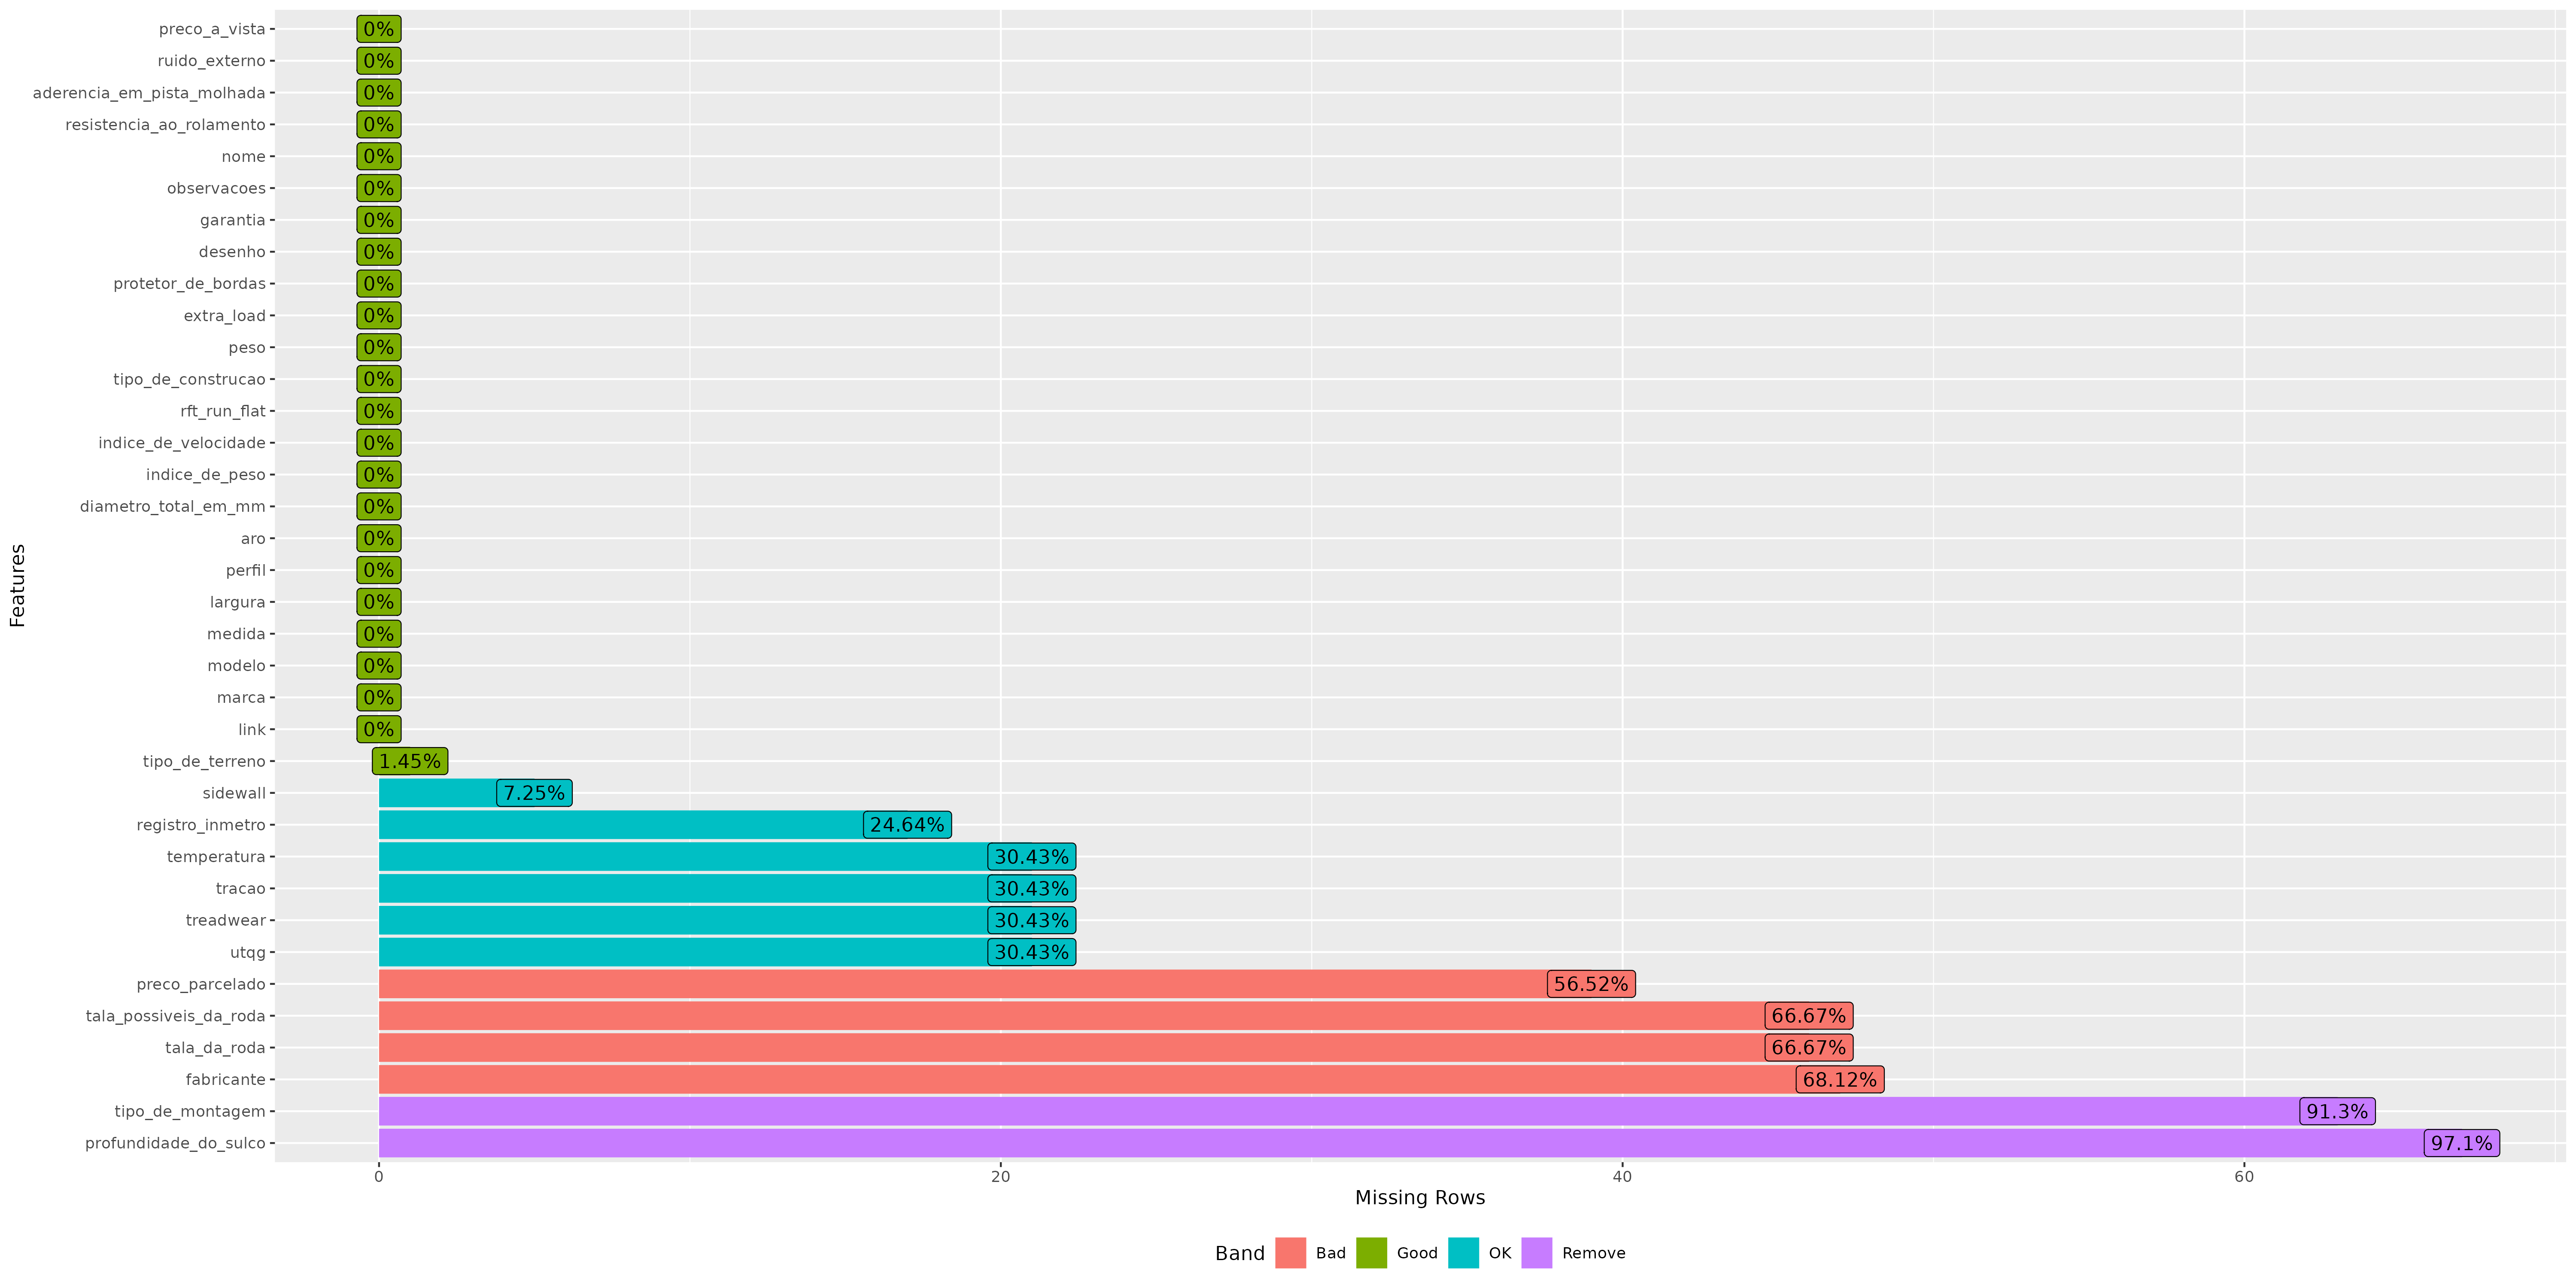 preco_a_vista 0%
ruido_externo 0%
aderencia_em_pista_molhada 0%
resistencia_ao_rolamento 0%
nome 0%
observacoes 0%
garantia 0%
desenho 0%
protetor_de_bordas 0%
extra_load 0%
peso 0%
tipo_de_construcao 0%
rft_run_flat 0%
indice_de_velocidade 0%
indice_de_peso 0%
diametro_total_em_mm 0%
aro 0%
perfil 0%
largura 0%
medida 0%
modelo 0%
marca 0%
link 0%
tipo_de_terreno 1.45%
sidewall 7.25%
registro_inmetro 24.64%
temperatura 30.43%
tracao 30.43%
treadwear 30.43%
utqg 30.43%
preco_parcelado 56.52%
tala_possiveis_da_roda 66.67%
tala_da_roda 66.67%
fabricante 68.12%
tipo_de_montagem 91.3%
profundidade_do_sulco 97.1%
Features
0 20 40 60
Missing Rows
Band Bad Good OK Remove